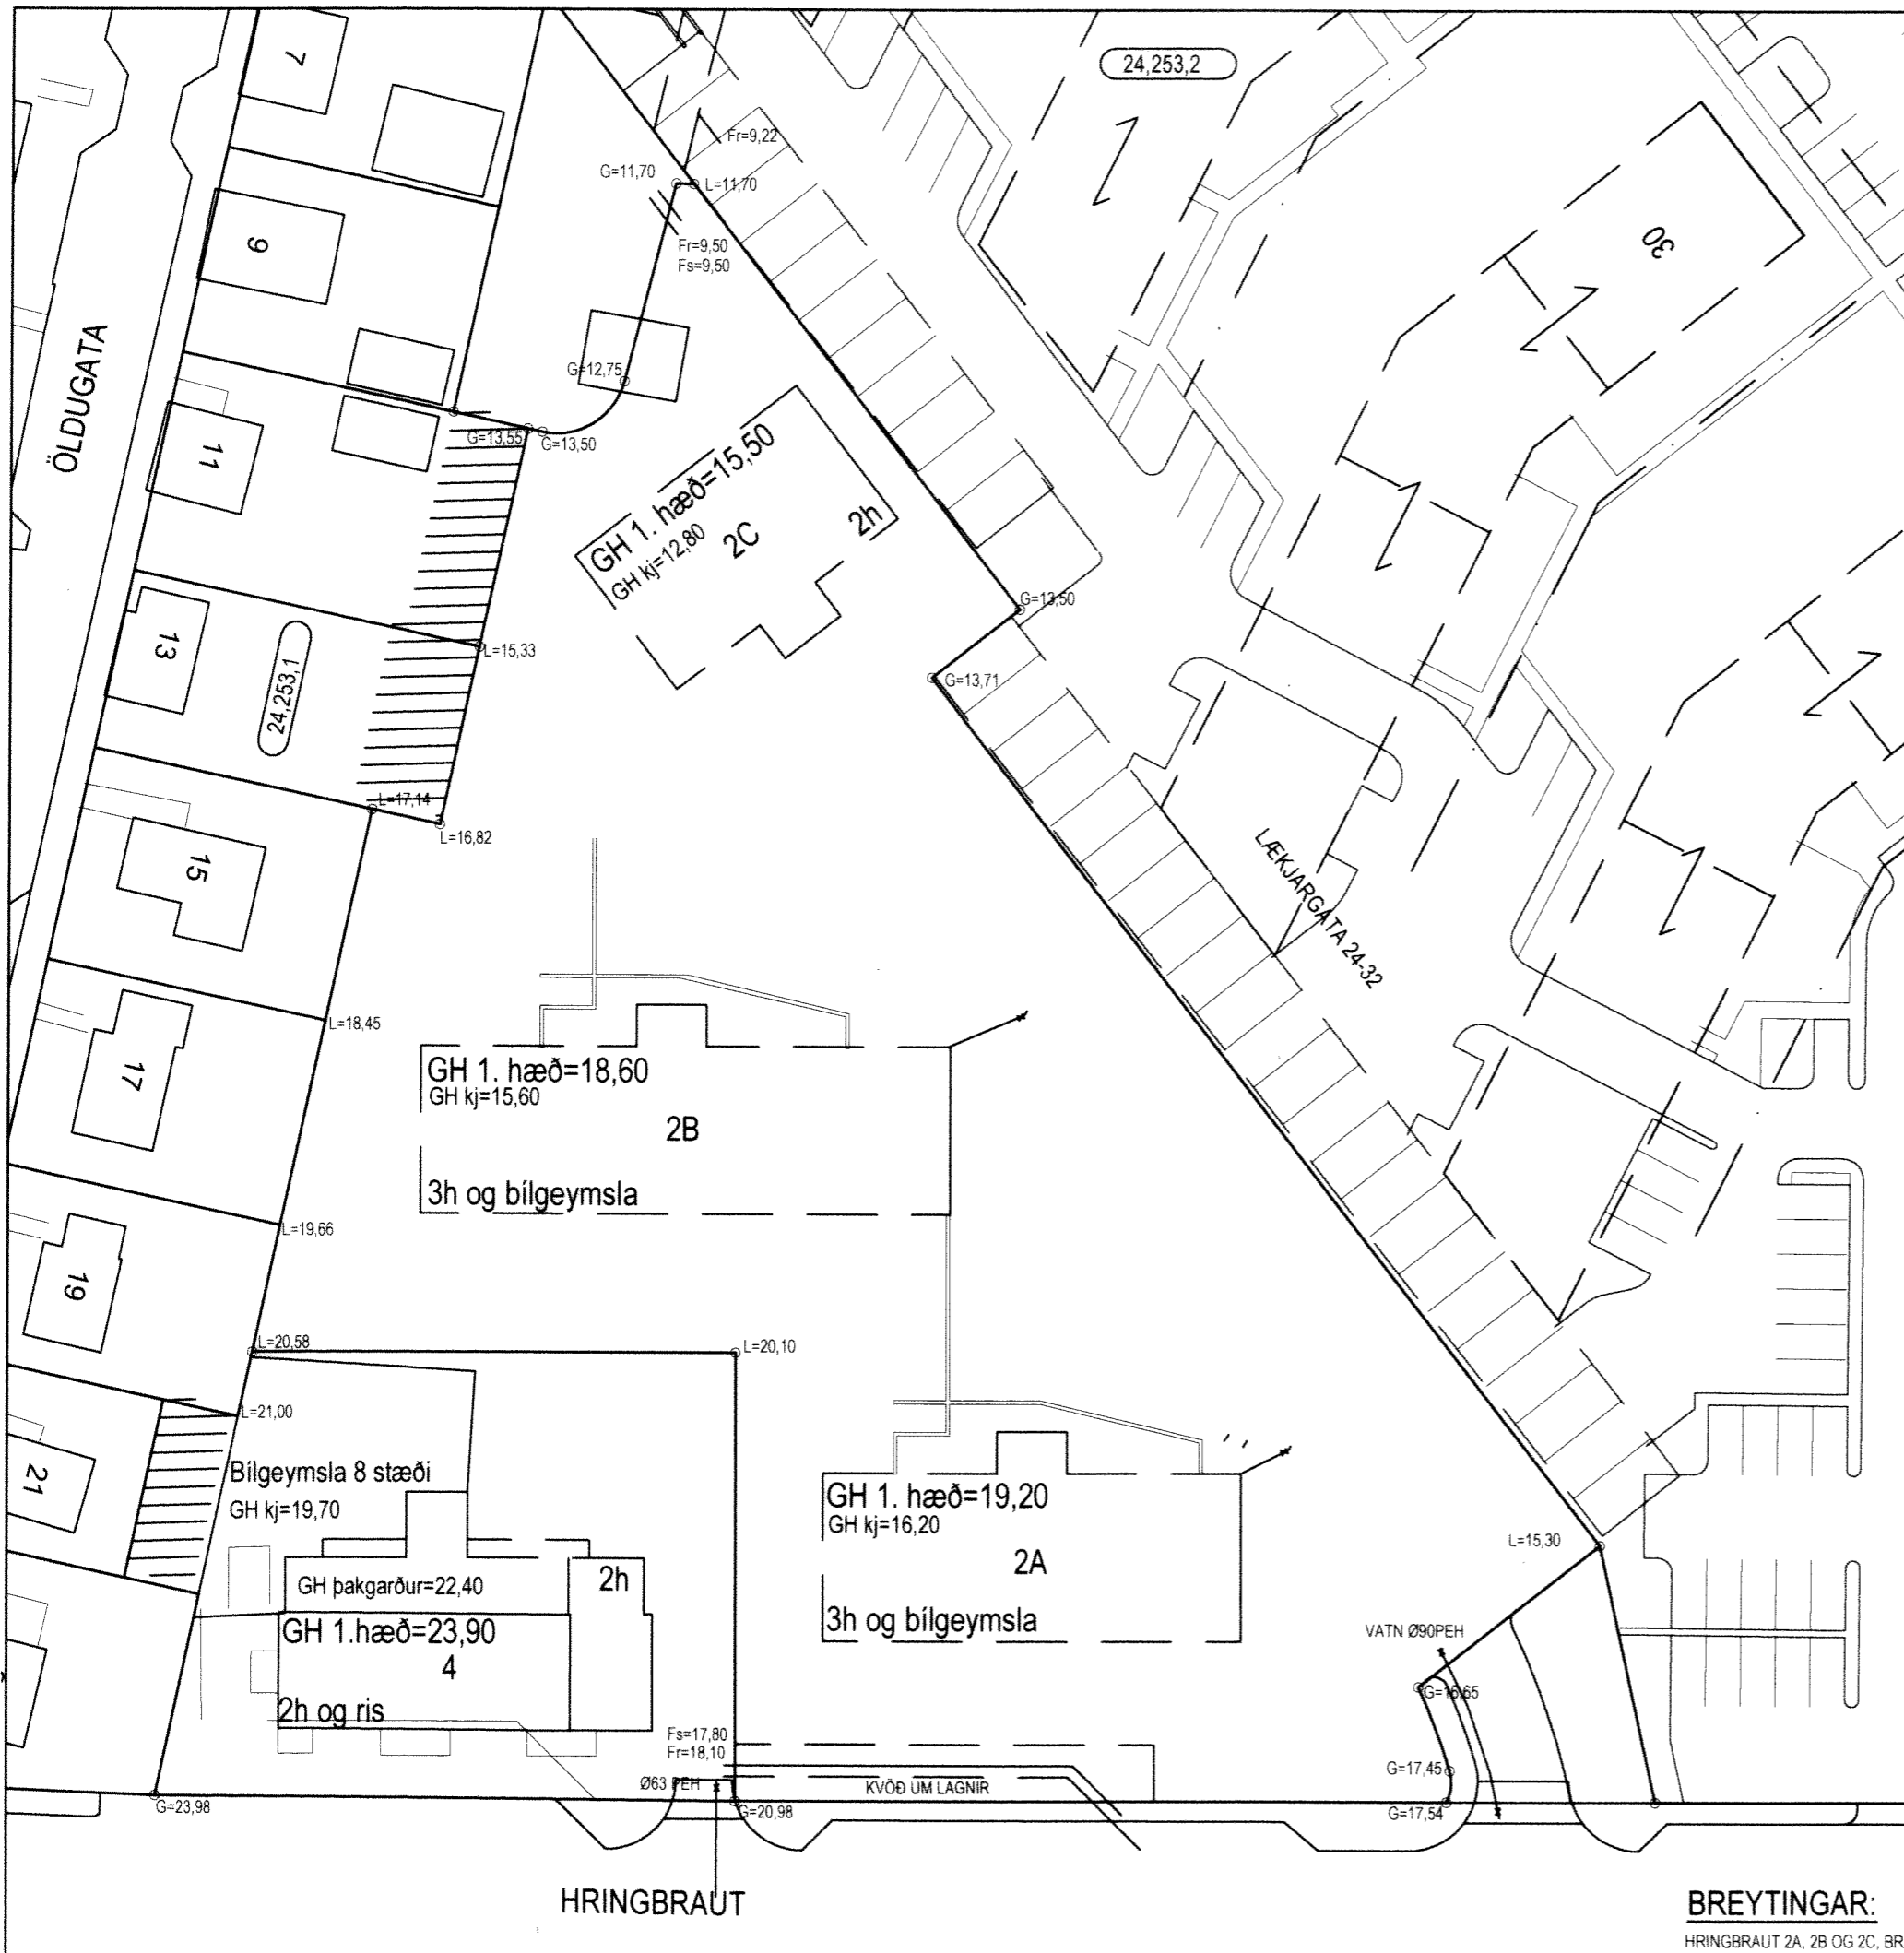 24,253,2
7
Fr=9,22
G=11,70
L=11,70
9
30
Fr=9,50
Fs=9,50
ÖLDUGATA
G=12,75
11
G=13,55
G=13,50
GH 1. hæð=15,50
GH kj=12,80
2C
2h
G=13,50
13
24,253,1
L=15,33
G=13,71
L=17,14
L=16,82
15
LÆKJARGATA 24-32
L=18,45
17
GH 1. hæð=18,60
GH kj=15,60
2B
3h og bílgeymsla
L=19,66
19
L=20,58
L=20,10
L=21,00
21
Bílgeymsla 8 stæði
GH kj=19,70
GH 1. hæð=19,20
GH kj=16,20
2A
3h og bílgeymsla
L=15,30
GH þakgarður=22,40
2h
GH 1.hæð=23,90
4
2h og ris
VATN Ø90PEH
G=16,65
Fs=17,80
Fr=18,10
Ø63 PEH
KVÖÐ UM LAGNIR
G=17,45
G=23,98
G=20,98
G=17,54
HRINGBRAUT
BREYTINGAR:
HRINGBRAUT 2A, 2B OG 2C, BR